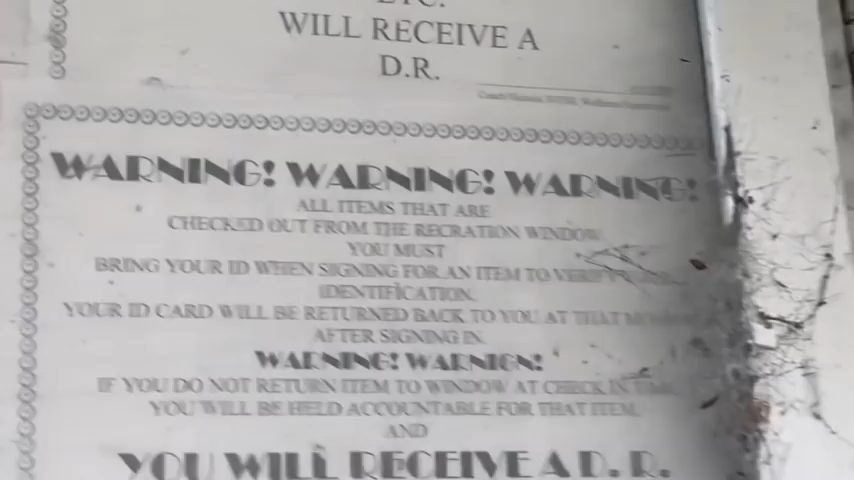 ETC.
WILL RECEIVE A
D.R.
WARNING! WARNING! WARNING!
ALL ITEMS THAT ARE
CHECKED OUT FROM THE RECRATION WINDOW
YOU MUST
BRING YOUR ID WHEN SIGNING FOR AN ITEM TO VERIFY
IDENTIFICATION.
YOUR ID CARD WILL BE RETURNED BACK TO YOU AT THAT
AFTER SIGNING IN.
WARNING! WARNIGN!
IF YOU DO NOT RETURN ITEM TO WINDOW AT CHECK IN
YOU WILL BE HELD ACCOUNTABLE FOR THAT ITEM.
AND
YOU WILL RECEIVE A D. R.